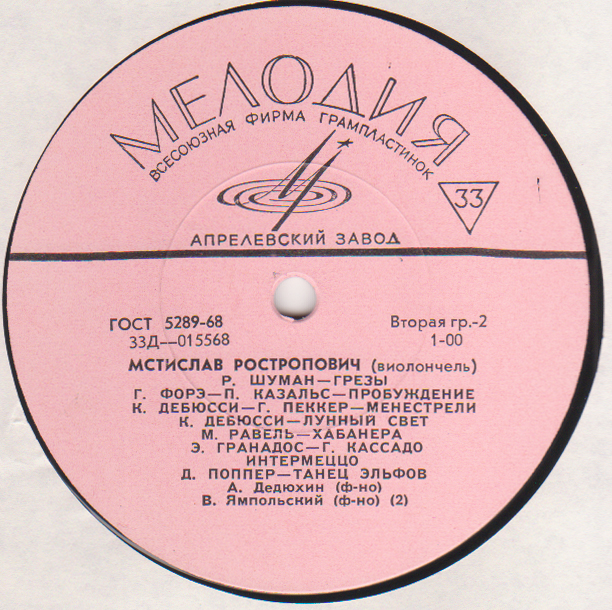 МЕЛОДИЯ
ВСЕСОЮЗНАЯ ФИРМА ГРАМПЛАСТИНОК
33
АПРЕЛЕВСКИЙ ЗАВОД
ГОСТ 5289-68 Вторая гр.-2
33Д—015568 1-00
МСТИСЛАВ РОСТРОПОВИЧ (виолончель)
Р. ШУМАН—ГРЕЗЫ
Г. ФОРЭ—П. КАЗАЛЬС—ПРОБУЖДЕНИЕ
К. ДЕБЮССИ—Г. ПЕККЕР—МЕНЕСТРЕЛИ
К. ДЕБЮССИ—ЛУННЫЙ СВЕТ
М. РАВЕЛЬ—ХАБАНЕРА
Э. ГРАНАДОС—Г. КАССАДО
ИНТЕРМЕЦЦО
Д. ПОППЕР—ТАНЕЦ ЭЛЬФОВ
А. Дедюхин (ф-но)
В. Ямпольский (ф-но) (2)